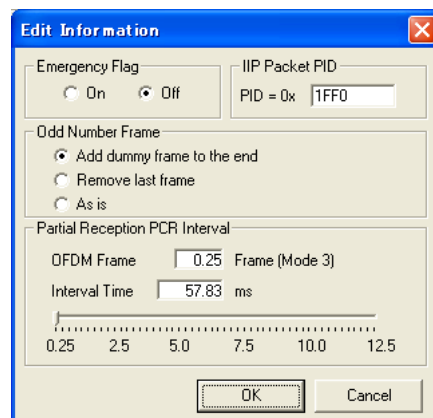 Edit Information
Emergency Flag
On Off
IIP Packet PID
PID = 0x 1FF0
Odd Number Frame
Add dummy frame to the end
Remove last frame
As is
Partial Reception PCR Interval
OFDM Frame 0.25 Frame (Mode 3)
Interval Time 57.83 ms
0.25 2.5 5.0 7.5 10.0 12.5
OK Cancel